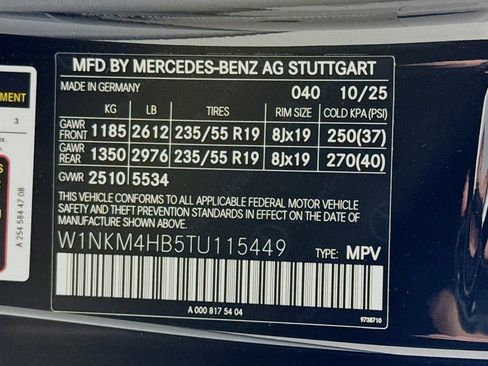 MFD BY MERCEDES-BENZ AG STUTTGART
MADE IN GERMANY 040 10/25
KG LB TIRES RIM SIZE COLD KPA(PSI)
GAWR FRONT 1185 2612 235/55 R19 8Jx19 250(37)
GAWR REAR 1350 2976 235/55 R19 8Jx19 270(40)
GVWR 2510 5534
THIS VEHICLE CONFORMS TO ALL APPLICABLE FEDERAL MOTOR VEHICLE
SAFETY AND THEFT PREVENTION STANDARDS IN EFFECT ON THE DATE
OF MANUFACTURE SHOWN ABOVE.
W1NKM4HB5TU115449 TYPE: MPV
A 000 817 54 04 9738710
EMENT
3
A 254 584 47 08